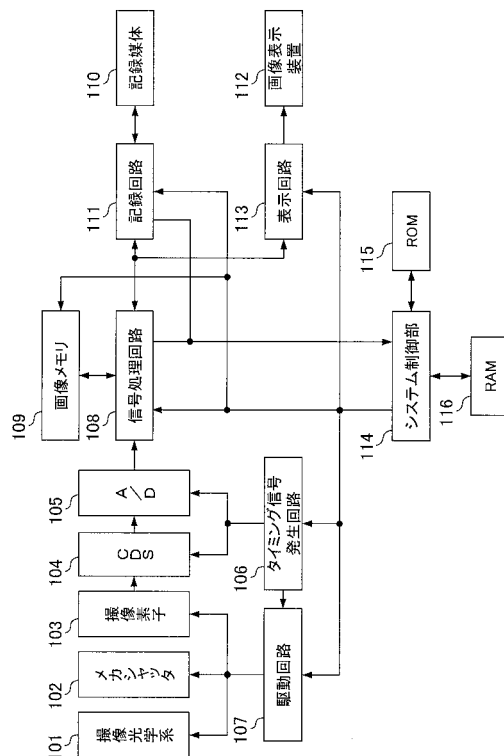 101
撮像光学系
102
メカシャッタ
103
撮像素子
104
CDS
105
A/D
106
タイミング信号
発生回路
107
駆動回路
108
信号処理回路
109
画像メモリ
110
記録媒体
111
記録回路
112
画像表示
装置
113
表示回路
114
システム制御部
115
ROM
116
RAM